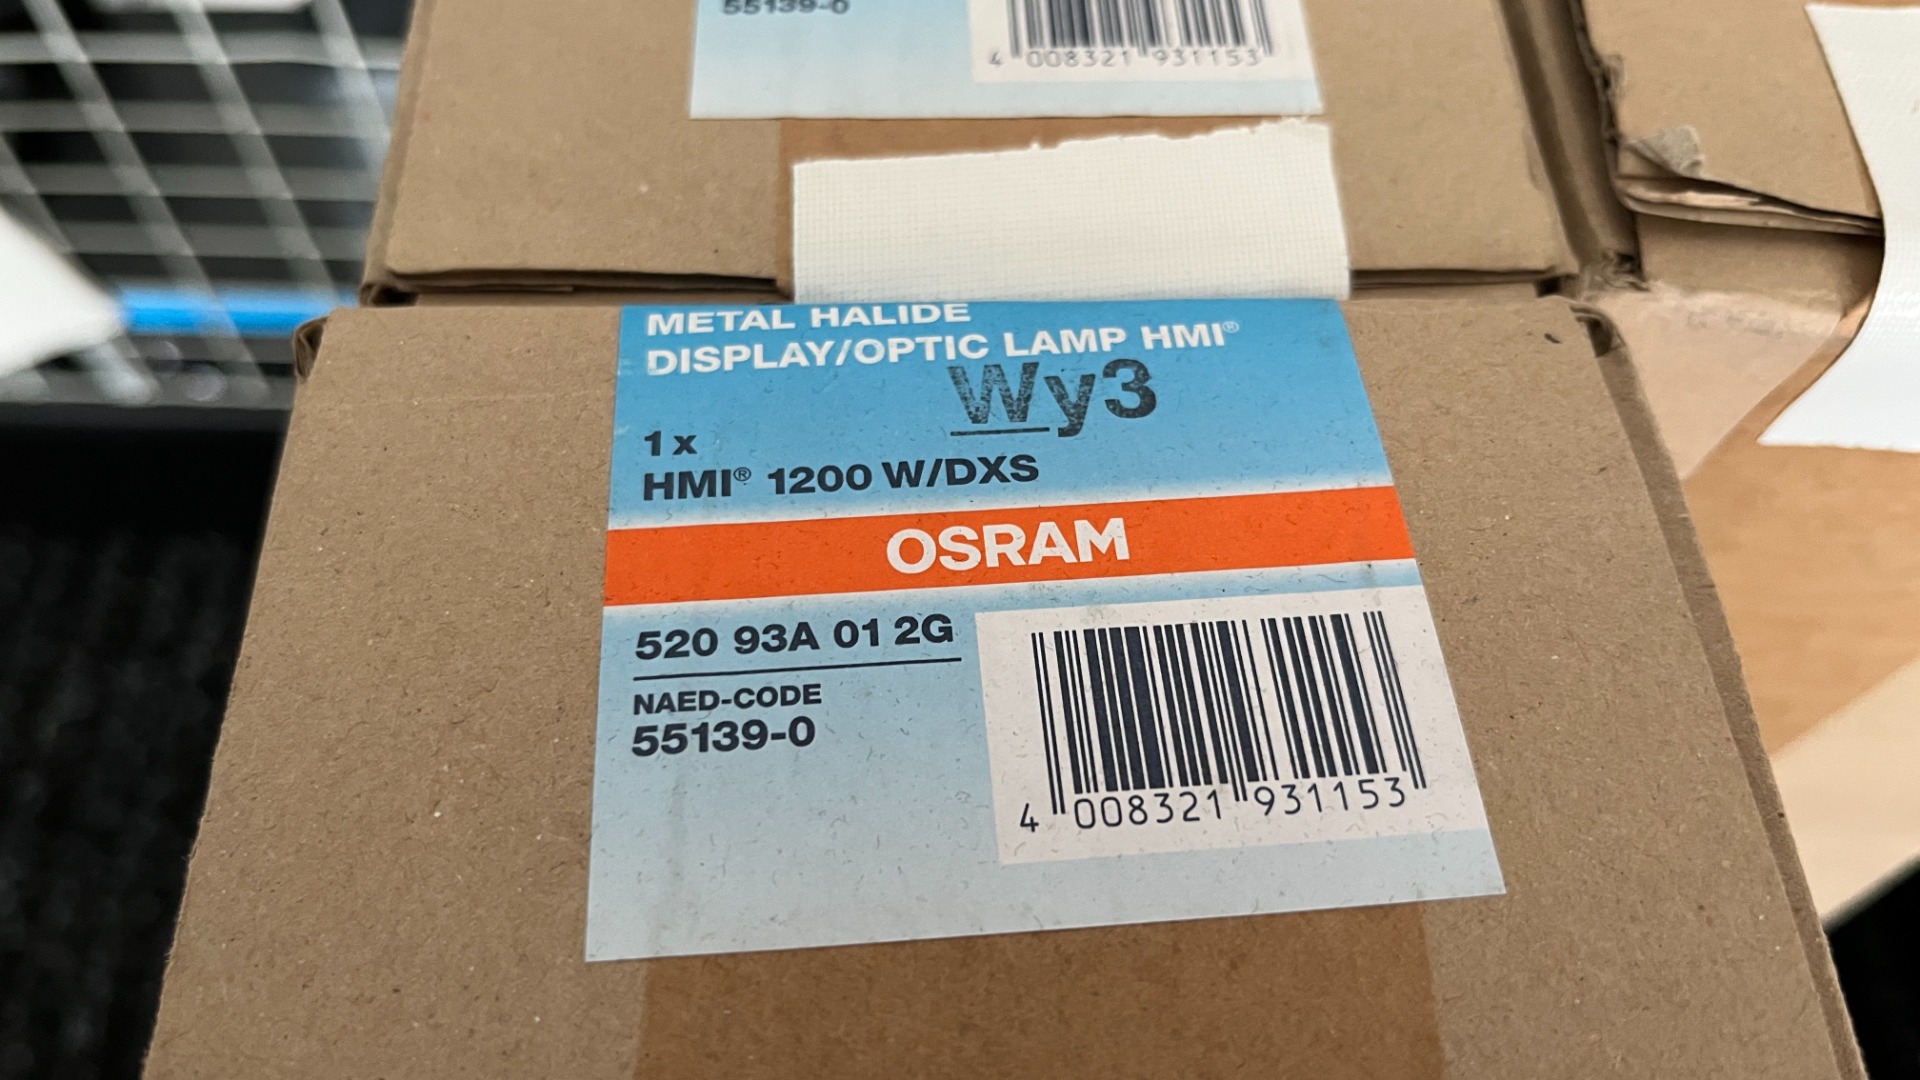 55139-0
4 008321 931153
METAL HALIDE
DISPLAY/OPTIC LAMP HMI®
Wy3
1 x
HMI® 1200 W/DXS
OSRAM
520 93A 01 2G
NAED-CODE
55139-0
4 008321 931153